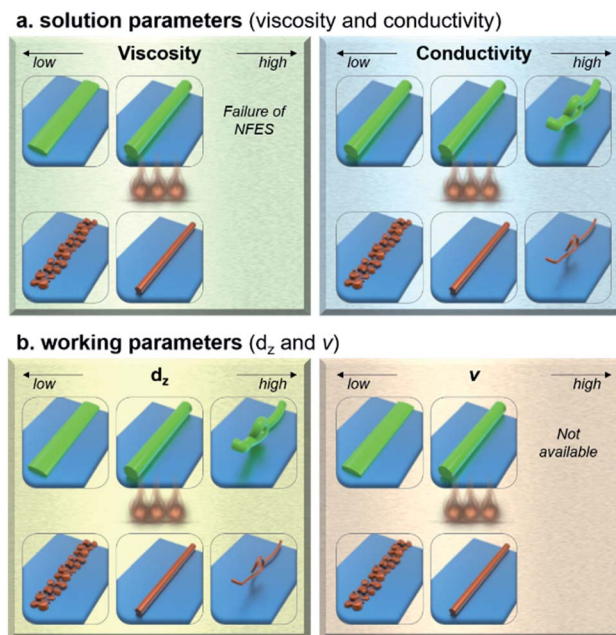 a. solution parameters (viscosity and conductivity)
Viscosity
low high
Failure of
NFES
Conductivity
low high
b. working parameters (dz and v)
dz
low high
v
low high
Not
available